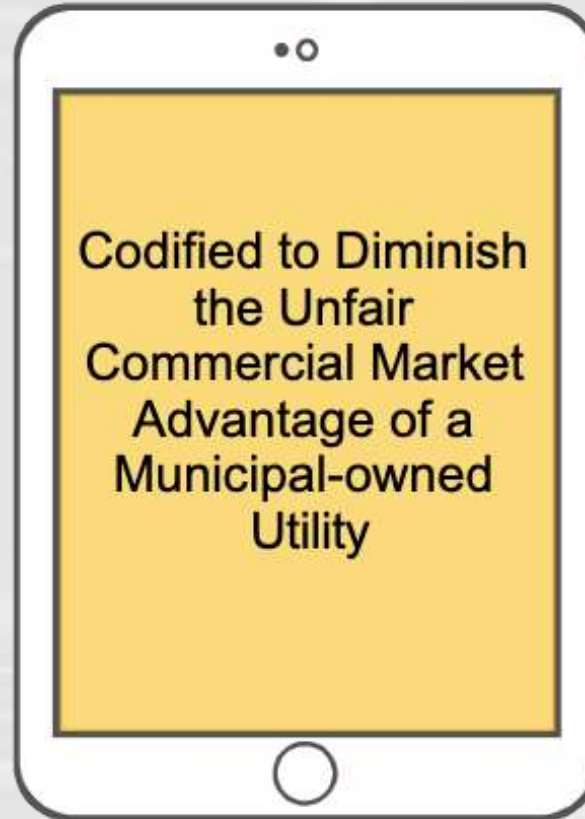 Codified to Diminish
the Unfair
Commercial Market
Advantage of a
Municipal-owned
Utility